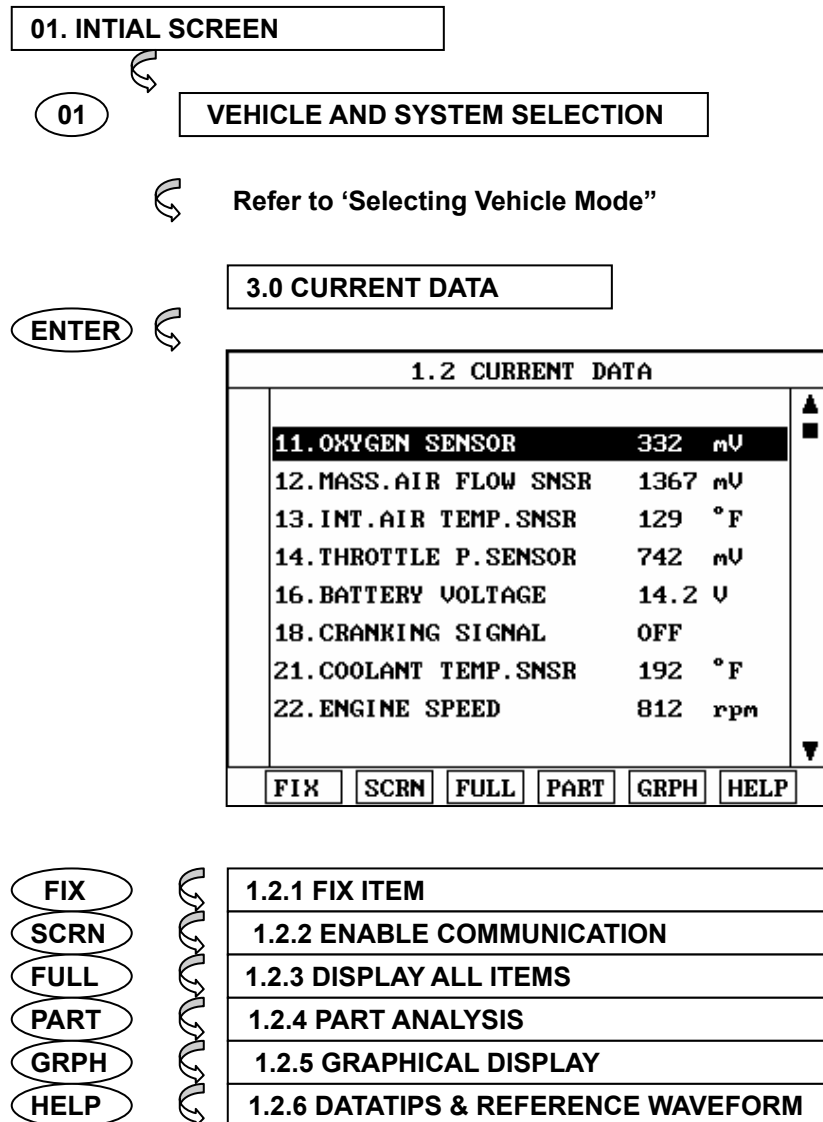 01. INTIAL SCREEN
01 VEHICLE AND SYSTEM SELECTION
Refer to ‘Selecting Vehicle Mode”
3.0 CURRENT DATA
ENTER
1.2 CURRENT DATA
11.OXYGEN SENSOR 332 mV
12.MASS.AIR FLOW SNSR 1367 mV
13.INT.AIR TEMP.SNSR 129 °F
14.THROTTLE P.SENSOR 742 mV
16.BATTERY VOLTAGE 14.2 V
18.CRANKING SIGNAL OFF
21.COOLANT TEMP.SNSR 192 °F
22.ENGINE SPEED 812 rpm
FIX SCRN FULL PART GRPH HELP
FIX 1.2.1 FIX ITEM
SCRN 1.2.2 ENABLE COMMUNICATION
FULL 1.2.3 DISPLAY ALL ITEMS
PART 1.2.4 PART ANALYSIS
GRPH 1.2.5 GRAPHICAL DISPLAY
HELP 1.2.6 DATATIPS & REFERENCE WAVEFORM